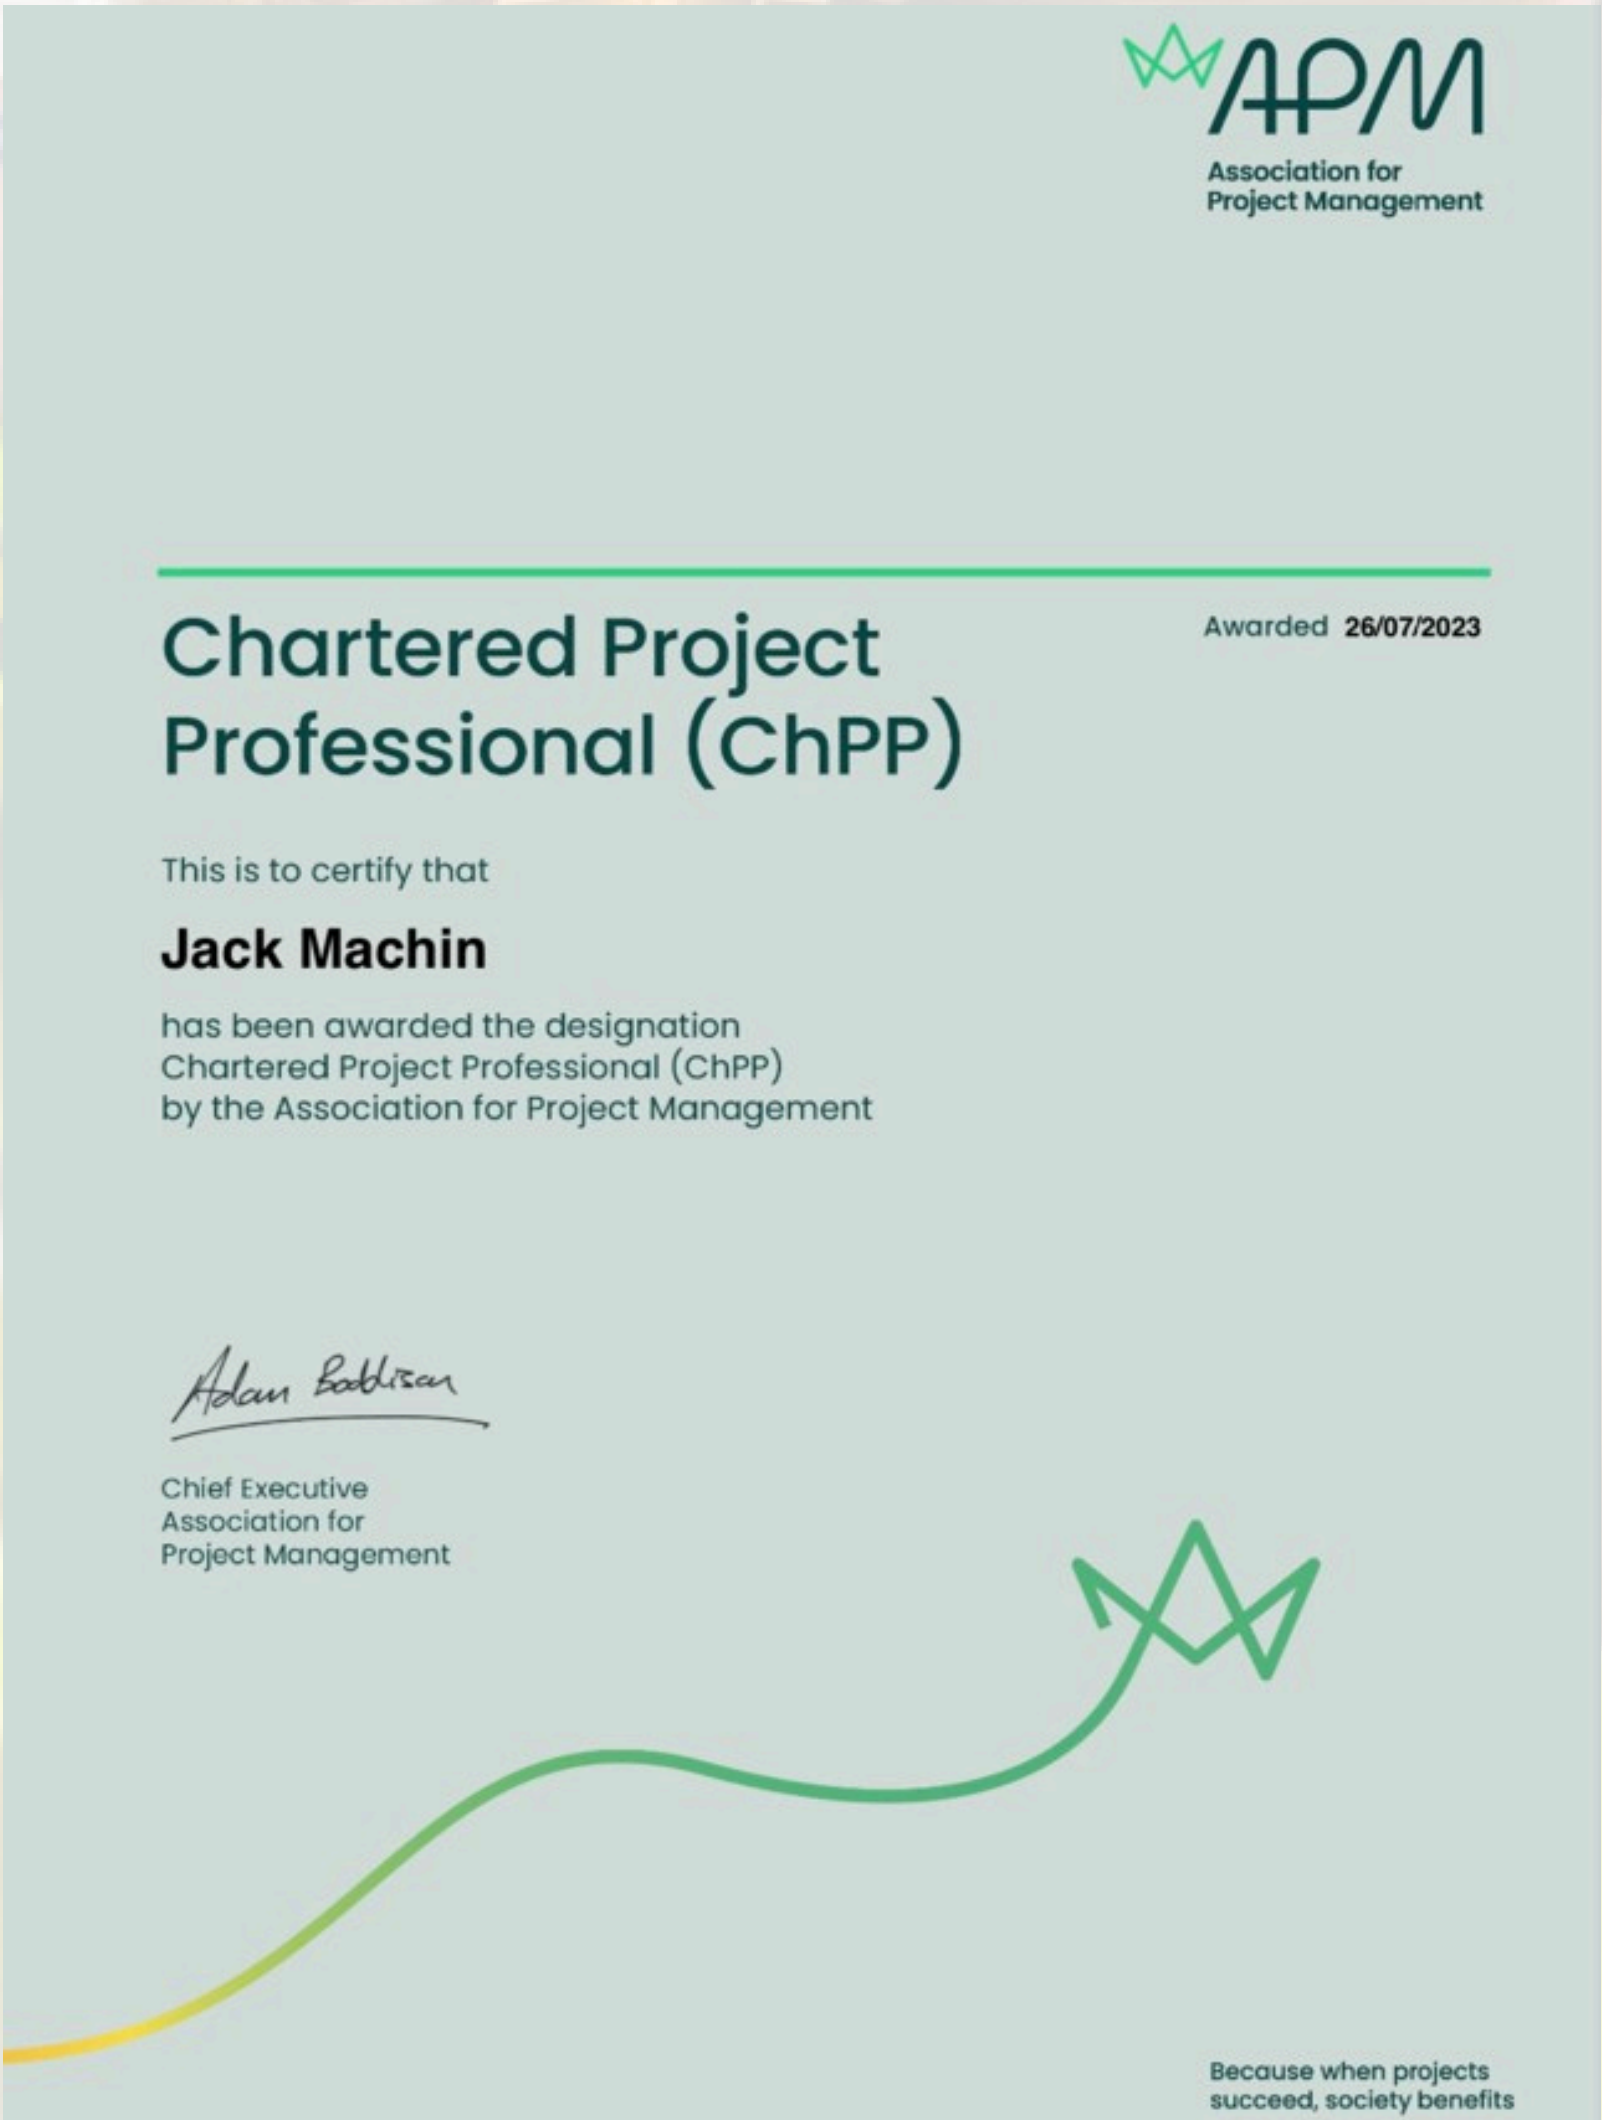 APM
Association for
Project Management
Chartered Project
Professional (ChPP)
Awarded 26/07/2023
This is to certify that
Jack Machin
has been awarded the designation
Chartered Project Professional (ChPP)
by the Association for Project Management
Adam Boddison
Chief Executive
Association for
Project Management
Because when projects
succeed, society benefits